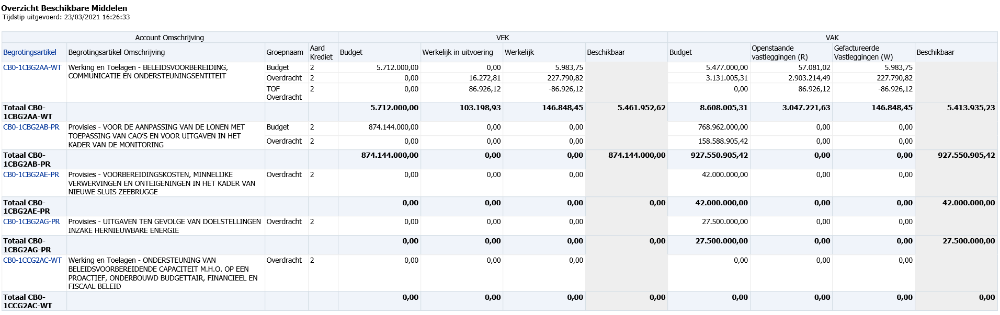 Overzicht Beschikbare Middelen
Tijdstip uitgevoerd: 23/03/2021 16:26:33
Account Omschrijving VEK VAK
Begrotingsartikel Begrotingsartikel Omschrijving Groepnaam Aard Krediet Budget Werkelijk in uitvoering Werkelijk Beschikbaar Budget Openstaande vastleggingen (R) Gefactureerde Vastleggingen (W) Beschikbaar
CB0-1CBG2AA-WT Werking en Toelagen - BELEIDSVOORBEREIDING, Budget 2 5.712.000,00 0,00 5.983,75 5.477.000,00 57.081,02 5.983,75
COMMUNICATIE EN ONDERSTEUNINGSENTITEIT Overdracht 2 0,00 16.272,81 227.790,82 3.131.005,31 2.903.214,49 227.790,82
TOF Overdracht 2 0,00 86.926,12 -86.926,12 0,00 86.926,12 -86.926,12
Totaal CB0- 5.712.000,00 103.198,93 146.848,45 5.461.952,62 8.608.005,31 3.047.221,63 146.848,45 5.413.935,23
1CBG2AA-WT
CB0-1CBG2AB-PR Provisies - VOOR DE AANPASSING VAN DE LONEN MET Budget 2 874.144.000,00 0,00 0,00 768.962.000,00 0,00 0,00
TOEPASSING VAN CAO'S EN VOOR UITGAVEN IN HET
KADER VAN DE MONITORING Overdracht 2 0,00 0,00 0,00 158.588.905,42 0,00 0,00
Totaal CB0- 874.144.000,00 0,00 0,00 874.144.000,00 927.550.905,42 0,00 0,00 927.550.905,42
1CBG2AB-PR
CB0-1CBG2AE-PR Provisies - VOORBEREIDINGSKOSTEN, MINNELIJKE Overdracht 2 0,00 0,00 0,00 42.000.000,00 0,00 0,00
VERWERVINGEN EN ONTEIGENINGEN IN HET KADER VAN
NIEUWE SLUIS ZEEBRUGGE
Totaal CB0- 0,00 0,00 0,00 0,00 42.000.000,00 0,00 0,00 42.000.000,00
1CBG2AE-PR
CB0-1CBG2AG-PR Provisies - UITGAVEN TEN GEVOLGE VAN DOELSTELLINGEN Overdracht 2 0,00 0,00 0,00 27.500.000,00 0,00 0,00
INZAKE HERNIEUWBARE ENERGIE
Totaal CB0- 0,00 0,00 0,00 0,00 27.500.000,00 0,00 0,00 27.500.000,00
1CBG2AG-PR
CB0-1CCG2AC-WT Werking en Toelagen - ONDERSTEUNING VAN Overdracht 2 0,00 0,00 0,00 0,00 0,00 0,00
BELEIDSVOORBEREIDENDE CAPACITEIT M.H.O. OP EEN
PROACTIEF, ONDERBOUWD BUDGETTAIR, FINANCIEEL EN
FISCAAL BELEID
Totaal CB0- 0,00 0,00 0,00 0,00 0,00 0,00 0,00 0,00
1CCG2AC-WT